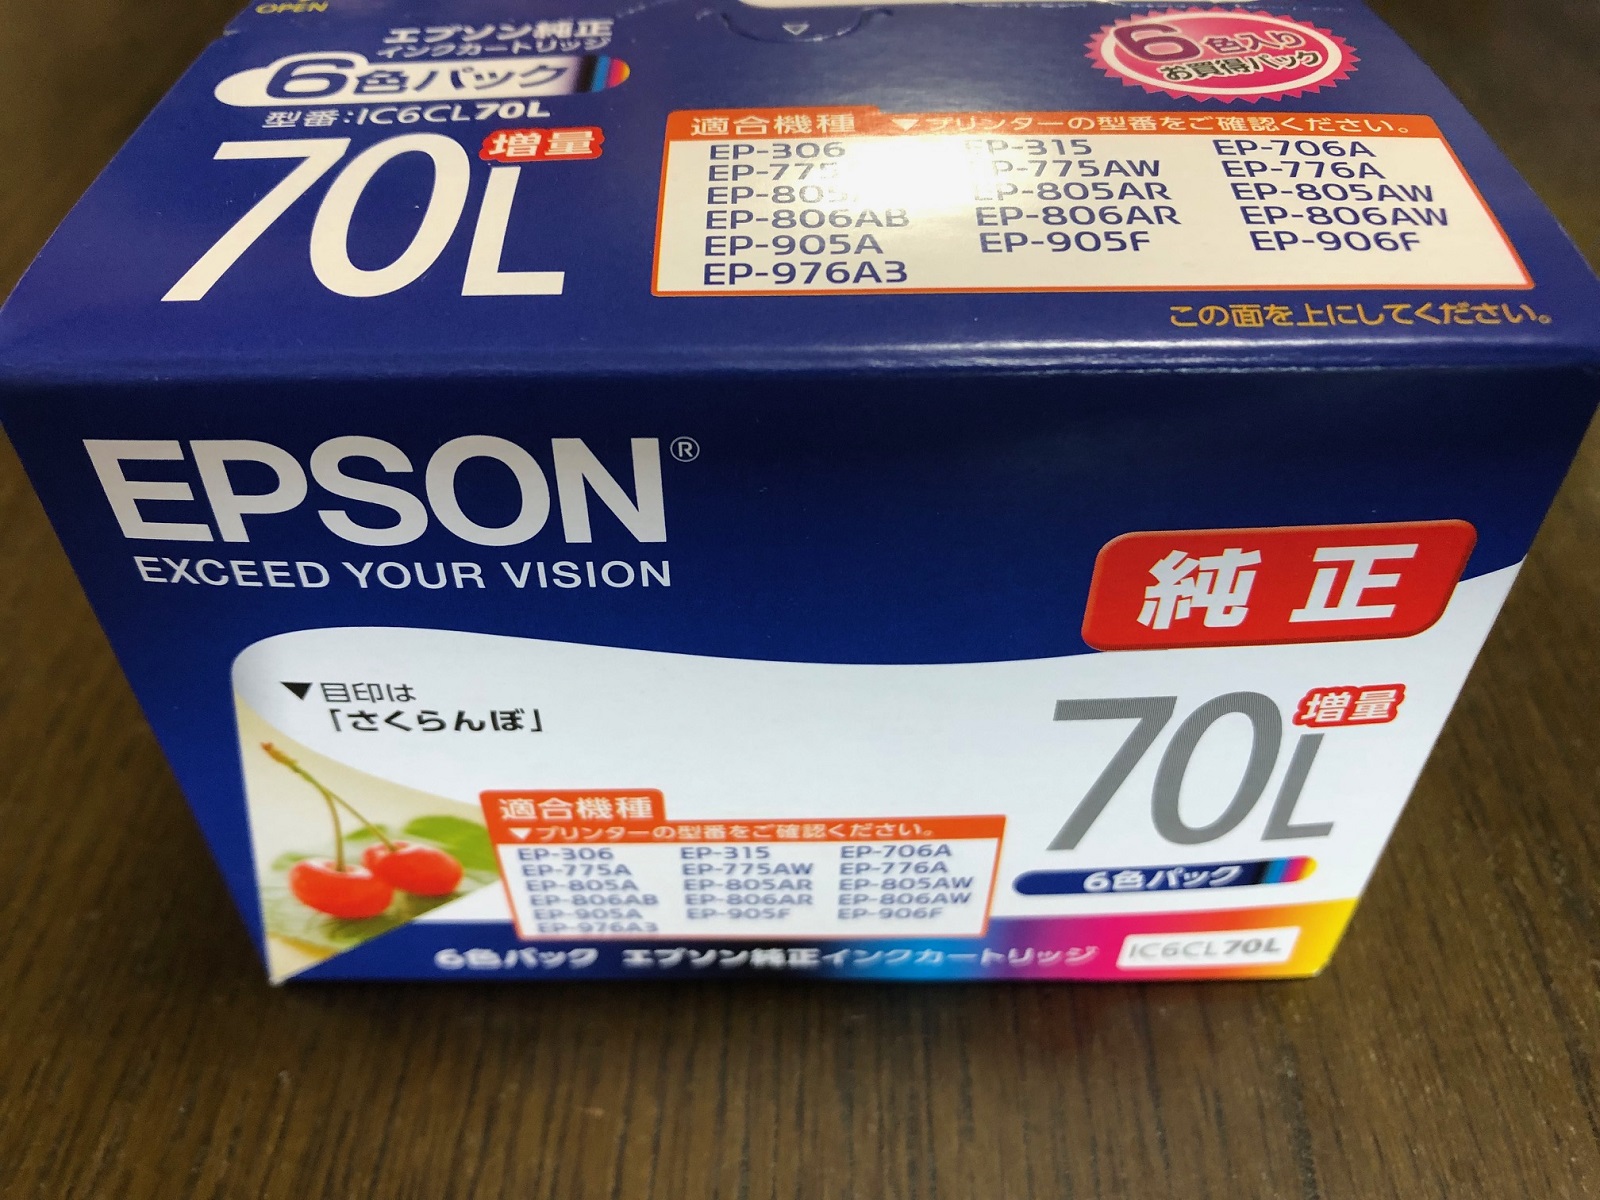 OPEN
エプソン純正
インクカートリッジ
6色パック
型番:IC6CL70L
70L 増量
6色入り
お買得パック
適合機種 ▼プリンターの型番をご確認ください。
EP-306 EP-315 EP-706A
EP-775 P-775AW EP-776A
EP-805 EP-805AR EP-805AW
EP-806AB EP-806AR EP-806AW
EP-905A EP-905F EP-906F
EP-976A3
この面を上にしてください。
EPSON®
EXCEED YOUR VISION
純正
▼目印は
「さくらんぼ」
70L 増量
6色パック
適合機種
▼プリンターの型番をご確認ください。
EP-306 EP-315 EP-706A
EP-775A EP-775AW EP-776A
EP-805A EP-805AR EP-805AW
EP-806AB EP-806AR EP-806AW
EP-905A EP-905F EP-906F
EP-976A3
6色パック エプソン純正インクカートリッジ IC6CL70L